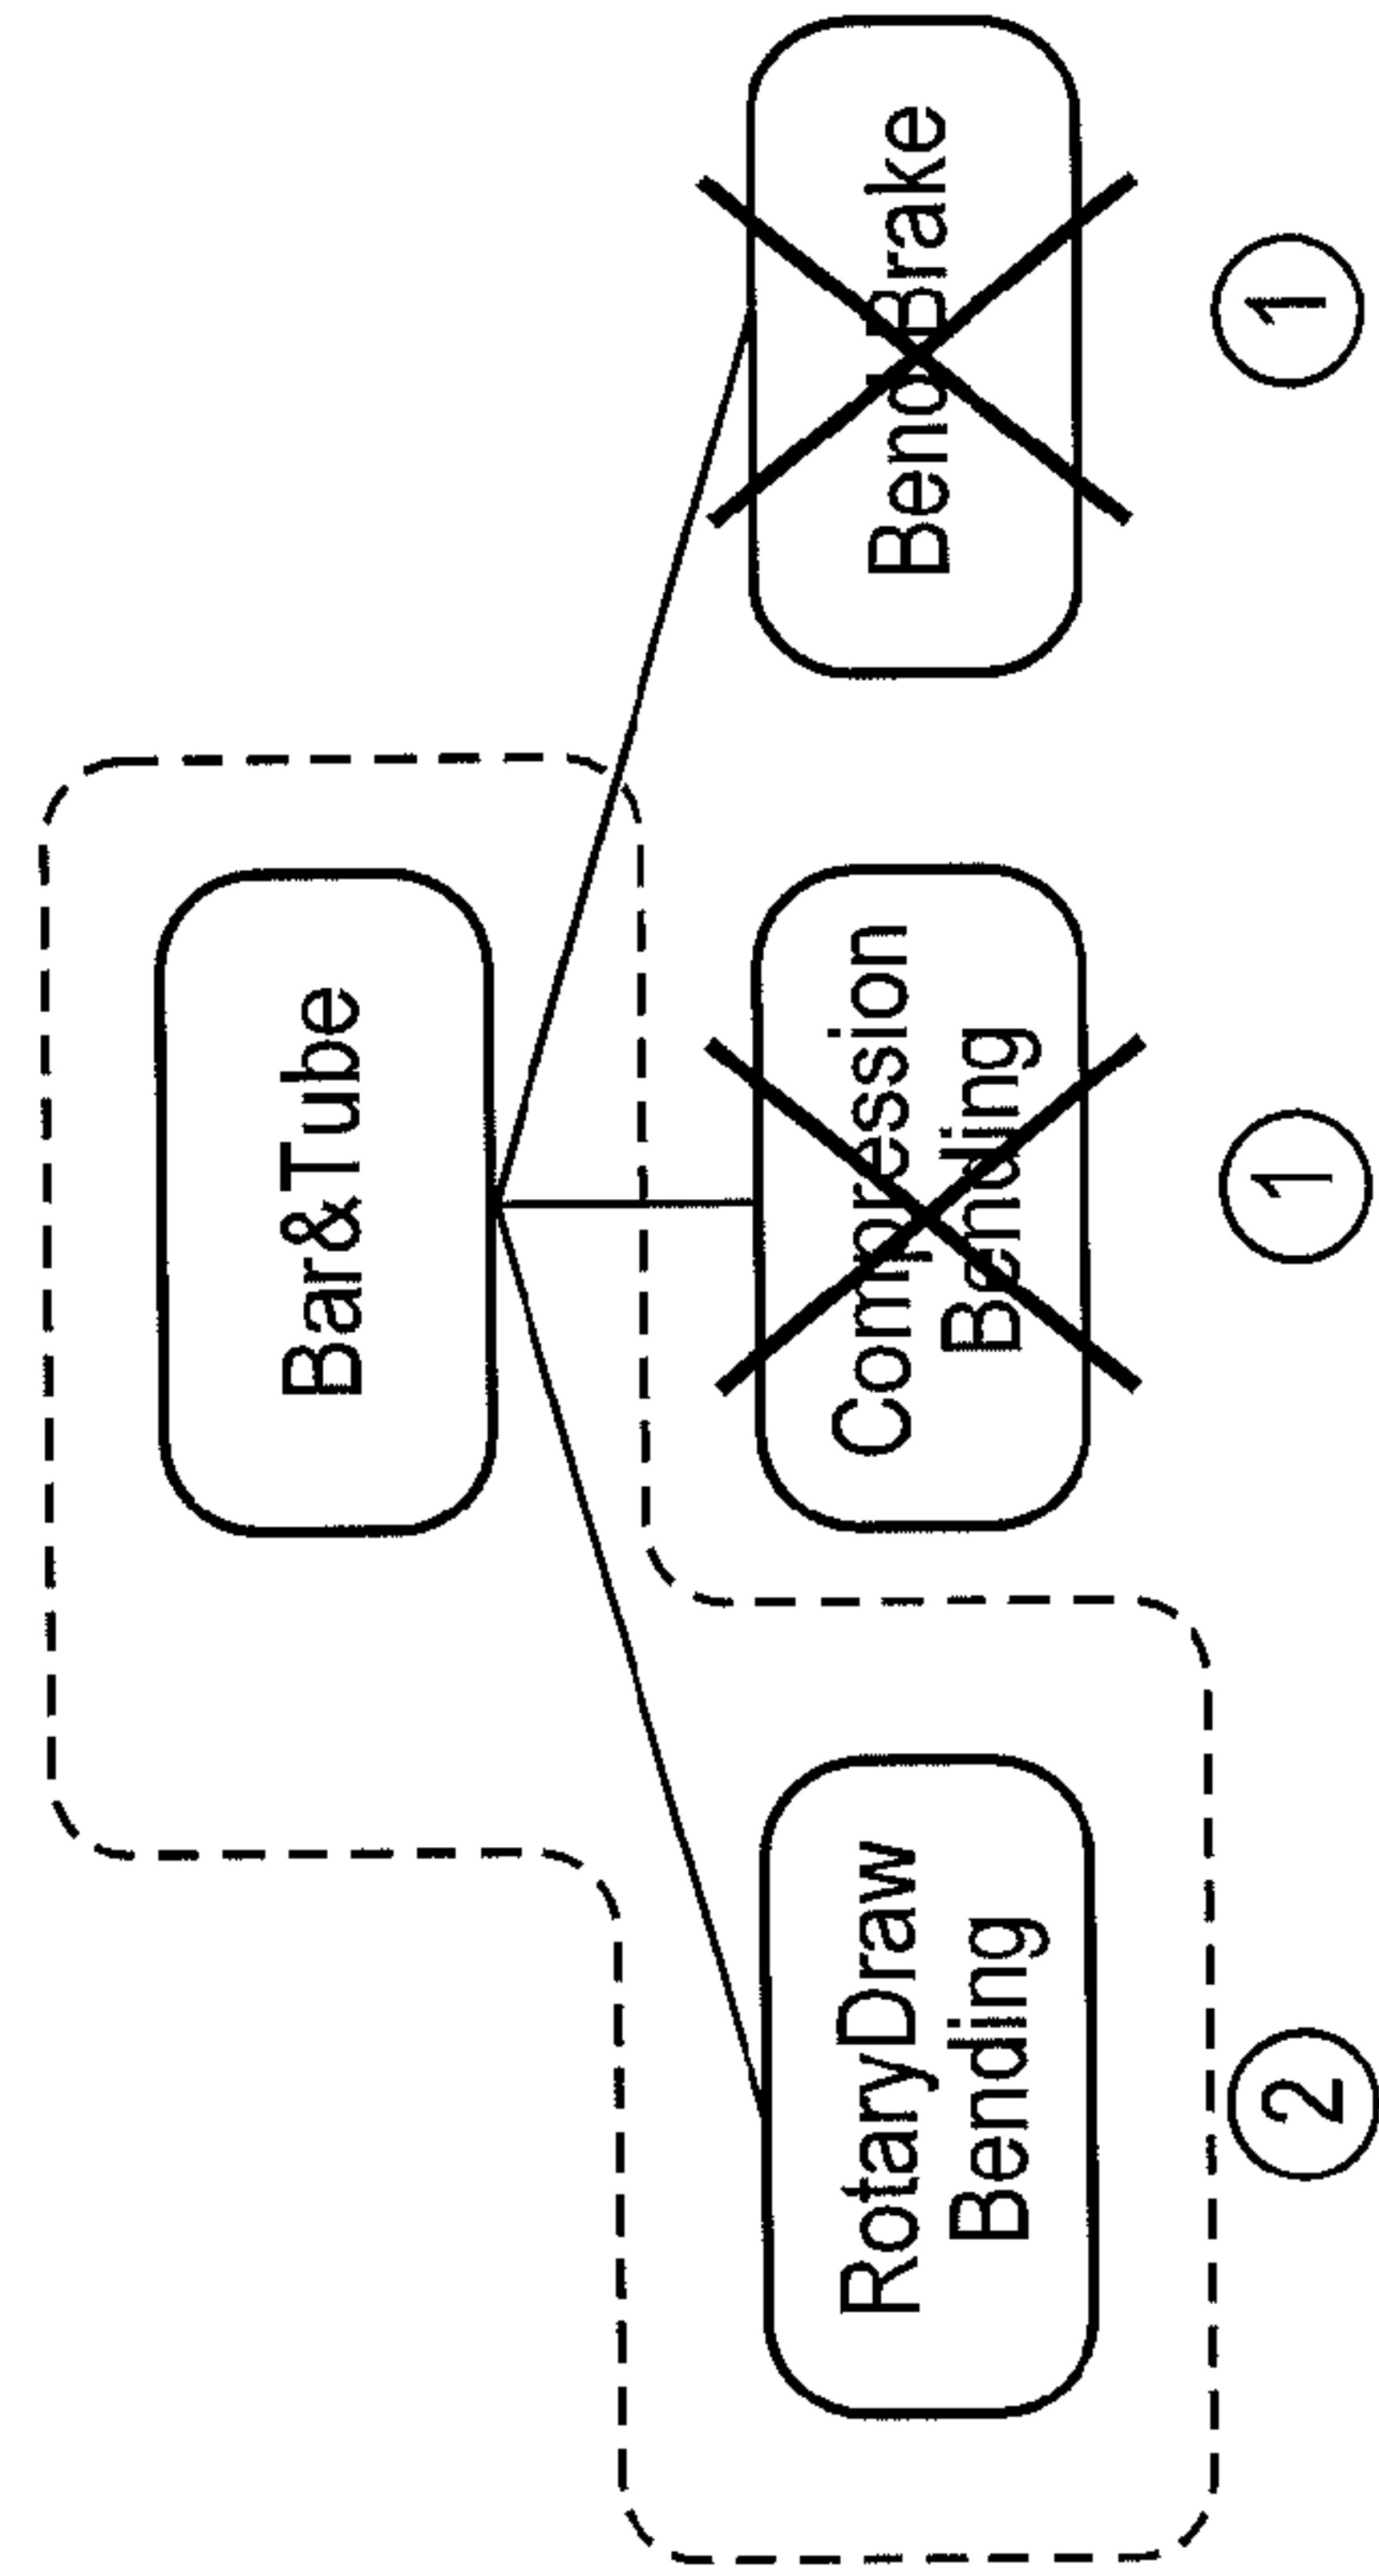 Bar&Tube
RotaryDraw
Bending
Compression
Bending
BendBrake
2
1
1